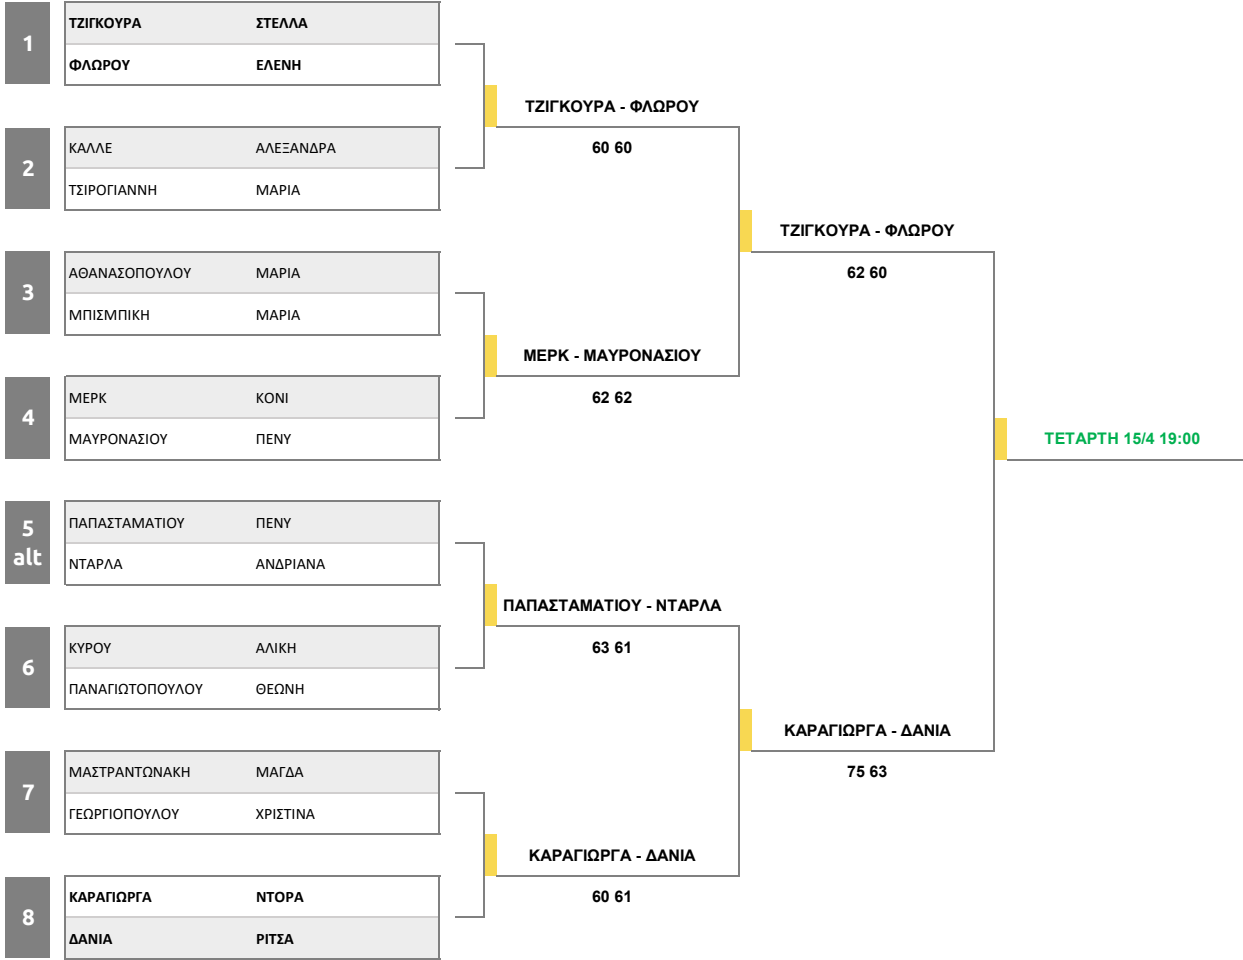 1
ΤΖΙΓΚΟΥΡΑ ΣΤΕΛΛΑ
ΦΛΩΡΟΥ ΕΛΕΝΗ
ΤΖΙΓΚΟΥΡΑ - ΦΛΩΡΟΥ
60 60
2
ΚΑΛΛΕ ΑΛΕΞΑΝΔΡΑ
ΤΣΙΡΟΓΙΑΝΝΗ ΜΑΡΙΑ
ΤΖΙΓΚΟΥΡΑ - ΦΛΩΡΟΥ
62 60
3
ΑΘΑΝΑΣΟΠΟΥΛΟΥ ΜΑΡΙΑ
ΜΠΙΣΜΠΙΚΗ ΜΑΡΙΑ
ΜΕΡΚ - ΜΑΥΡΟΝΑΣΙΟΥ
62 62
4
ΜΕΡΚ ΚΟΝΙ
ΜΑΥΡΟΝΑΣΙΟΥ ΠΕΝΥ
ΤΕΤΑΡΤΗ 15/4 19:00
5
alt
ΠΑΠΑΣΤΑΜΑΤΙΟΥ ΠΕΝΥ
ΝΤΑΡΛΑ ΑΝΔΡΙΑΝΑ
ΠΑΠΑΣΤΑΜΑΤΙΟΥ - ΝΤΑΡΛΑ
63 61
6
ΚΥΡΟΥ ΑΛΙΚΗ
ΠΑΝΑΓΙΩΤΟΠΟΥΛΟΥ ΘΕΩΝΗ
ΚΑΡΑΓΙΩΡΓΑ - ΔΑΝΙΑ
75 63
7
ΜΑΣΤΡΑΝΤΩΝΑΚΗ ΜΑΓΔΑ
ΓΕΩΡΓΙΟΠΟΥΛΟΥ ΧΡΙΣΤΙΝΑ
ΚΑΡΑΓΙΩΡΓΑ - ΔΑΝΙΑ
60 61
8
ΚΑΡΑΓΙΩΡΓΑ ΝΤΟΡΑ
ΔΑΝΙΑ ΡΙΤΣΑ